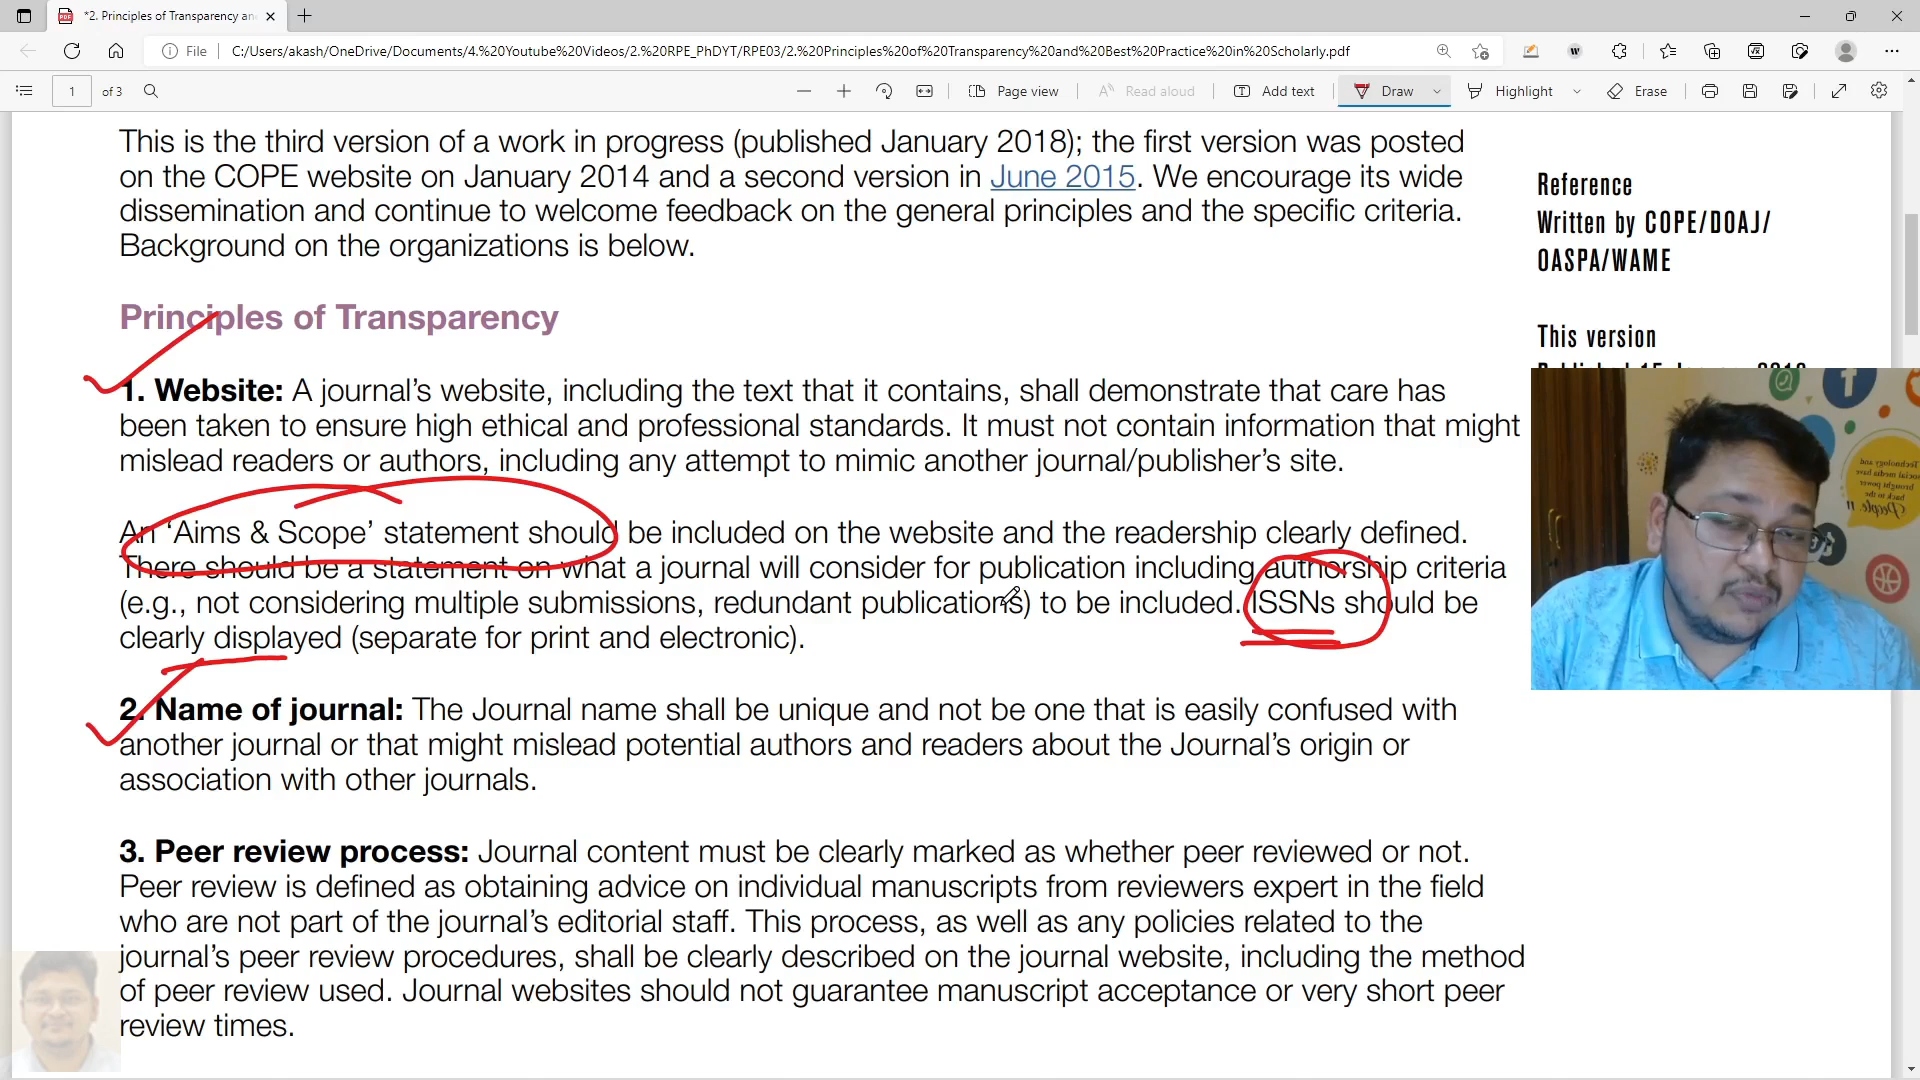 *2. Principles of Transparency an
File
C:/Users/akash/OneDrive/Documents/4.%20Youtube%20Videos/2.%20RPE_PhDYT/RPE03/2.%20Principles%20of%20Transparency%20and%20Best%20Practice%20in%20Scholarly.pdf
1 of 3
Page view
Read aloud
Add text
Draw
Highlight
Erase
This is the third version of a work in progress (published January 2018); the first version was posted
on the COPE website on January 2014 and a second version in June 2015. We encourage its wide
dissemination and continue to welcome feedback on the general principles and the specific criteria.
Background on the organizations is below.
Reference
Written by COPE/DOAJ/
OASPA/WAME
This version
Principles of Transparency
1. Website: A journal’s website, including the text that it contains, shall demonstrate that care has
been taken to ensure high ethical and professional standards. It must not contain information that might
mislead readers or authors, including any attempt to mimic another journal/publisher’s site.
An ‘Aims & Scope’ statement should be included on the website and the readership clearly defined.
There should be a statement on what a journal will consider for publication including authorship criteria
(e.g., not considering multiple submissions, redundant publications) to be included. ISSNs should be
clearly displayed (separate for print and electronic).
2. Name of journal: The Journal name shall be unique and not be one that is easily confused with
another journal or that might mislead potential authors and readers about the Journal’s origin or
association with other journals.
3. Peer review process: Journal content must be clearly marked as whether peer reviewed or not.
Peer review is defined as obtaining advice on individual manuscripts from reviewers expert in the field
who are not part of the journal’s editorial staff. This process, as well as any policies related to the
journal’s peer review procedures, shall be clearly described on the journal website, including the method
of peer review used. Journal websites should not guarantee manuscript acceptance or very short peer
review times.
Technology and
social media have
brought power
back to the
People.